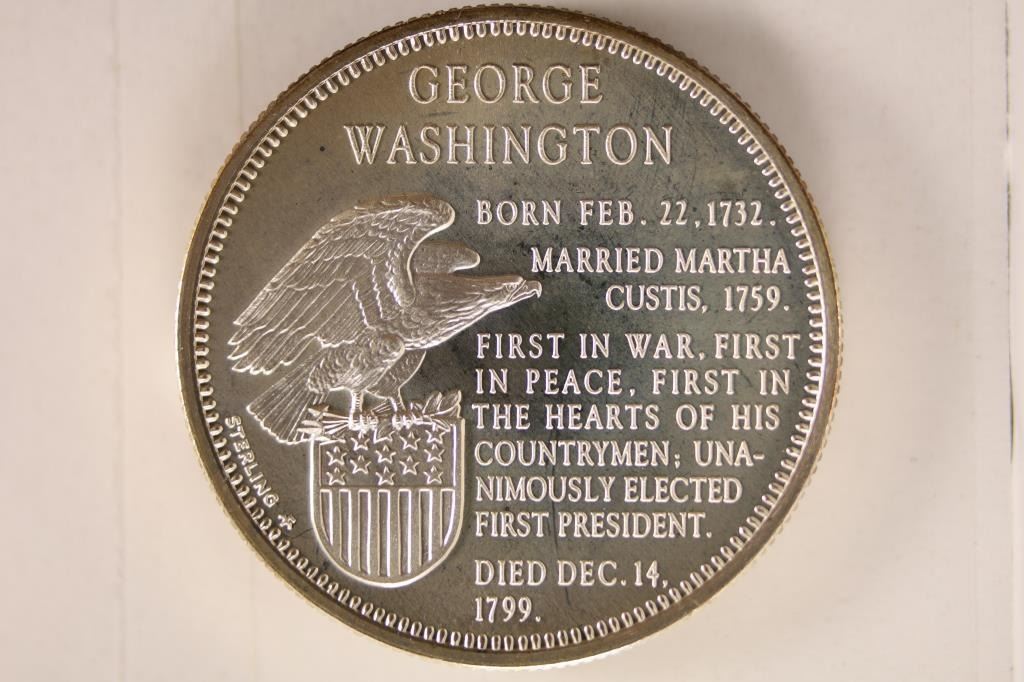 GEORGE
WASHINGTON
BORN FEB. 22, 1732.
MARRIED MARTHA
CUSTIS, 1759.
FIRST IN WAR, FIRST
IN PEACE, FIRST IN
THE HEARTS OF HIS
COUNTRYMEN; UNA-
NIMOUSLY ELECTED
FIRST PRESIDENT.
DIED DEC. 14,
1799.
STERLING